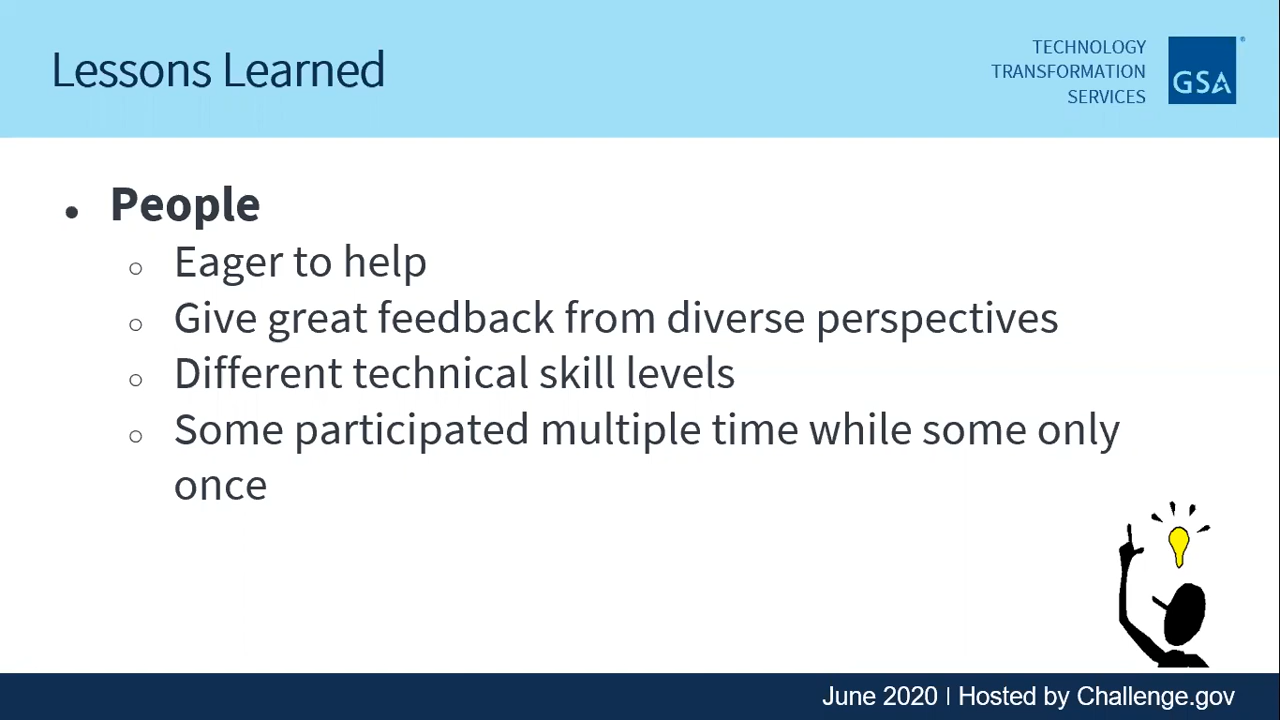 Lessons Learned
TECHNOLOGY
TRANSFORMATION
SERVICES
GSA
®
● People
○ Eager to help
○ Give great feedback from diverse perspectives
○ Different technical skill levels
○ Some participated multiple time while some only
once
June 2020 | Hosted by Challenge.gov